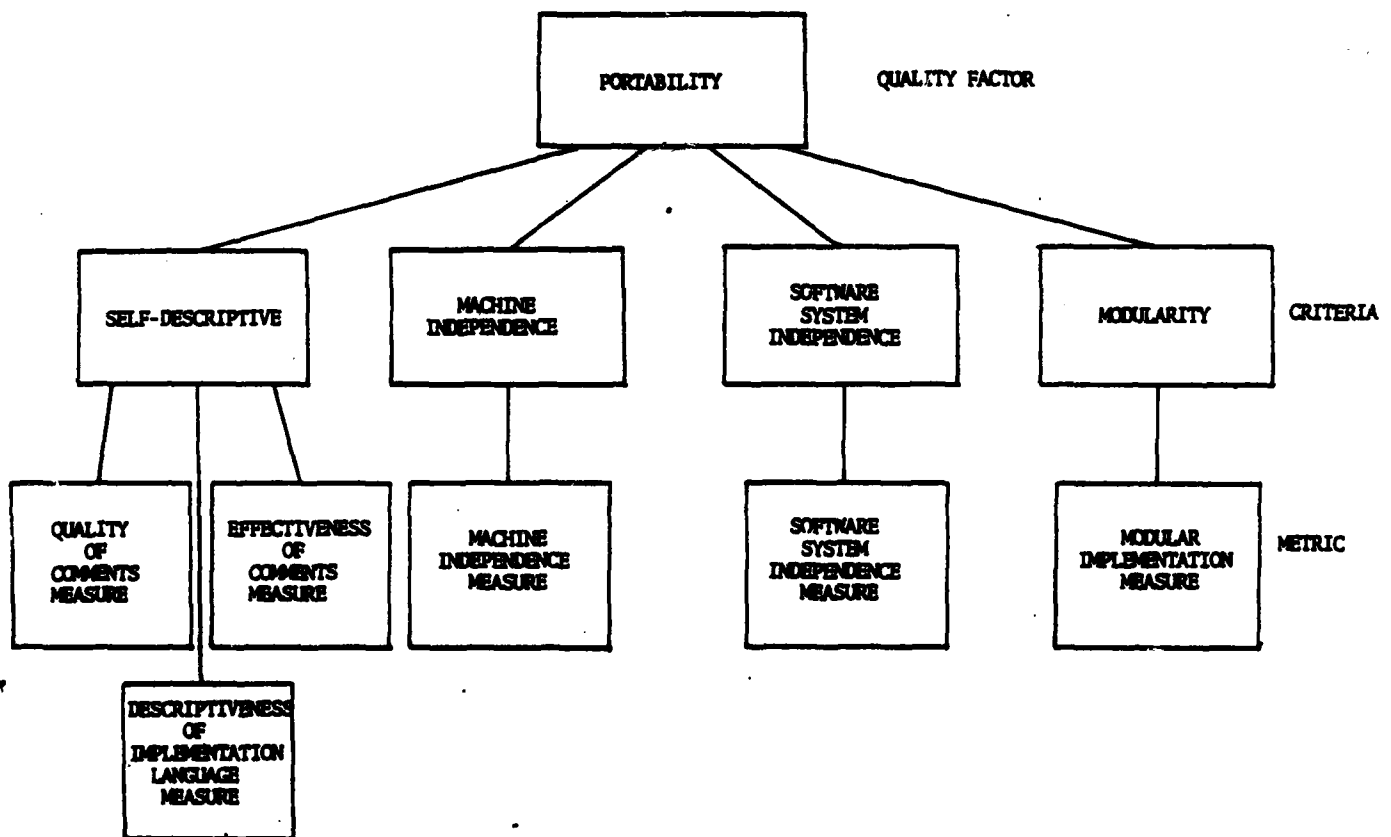 PORTABILITY
QUALITY FACTOR
SELF-DESCRIPTIVE
MACHINE
INDEPENDENCE
SOFTWARE
SYSTEM
INDEPENDENCE
MODULARITY
CRITERIA
QUALITY
OF
COMMENTS
MEASURE
EFFECTIVENESS
OF
COMMENTS
MEASURE
MACHINE
INDEPENDENCE
MEASURE
SOFTWARE
SYSTEM
INDEPENDENCE
MEASURE
MODULAR
IMPLEMENTATION
MEASURE
METRIC
DESCRIPTIVENESS
OF
IMPLEMENTATION
LANGUAGE
MEASURE